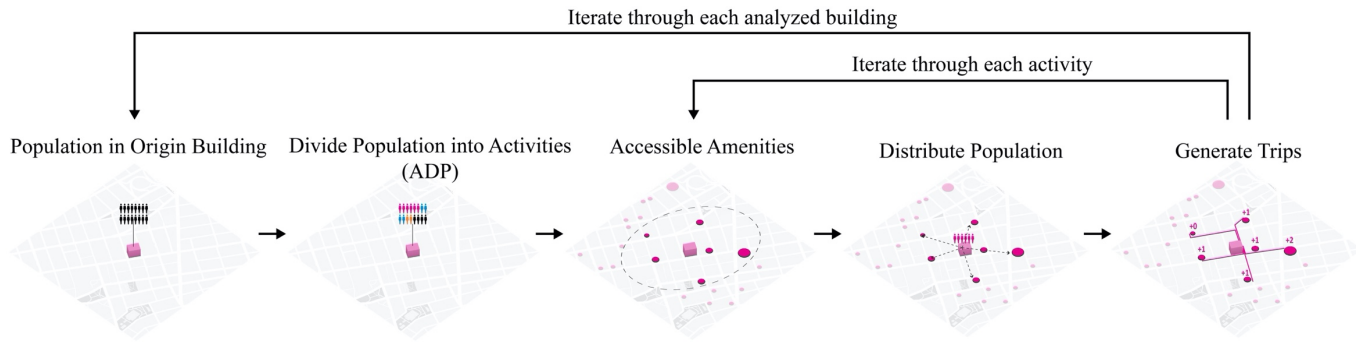 Iterate through each analyzed building
Iterate through each activity
Population in Origin Building
Divide Population into Activities
(ADP)
Accessible Amenities
Distribute Population
Generate Trips
+1
+0
+1
+1
+2
+1